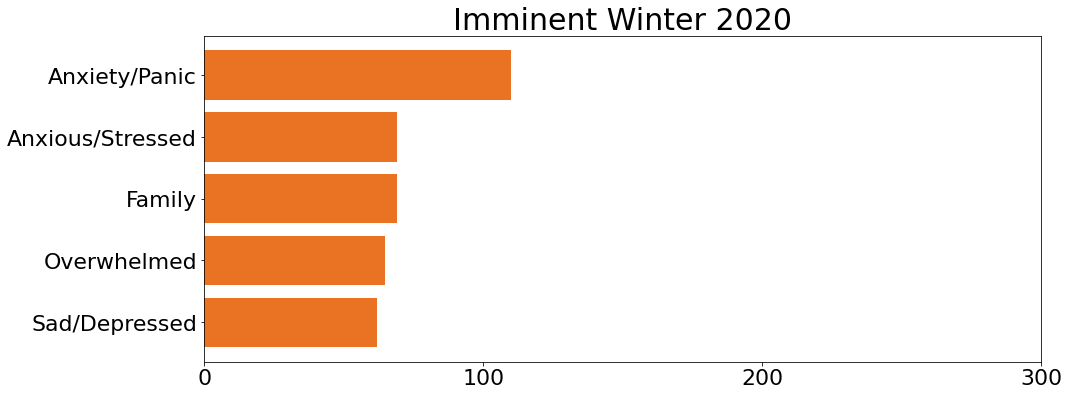 Imminent Winter 2020
Anxiety/Panic
Anxious/Stressed
Family
Overwhelmed
Sad/Depressed
0 100 200 300